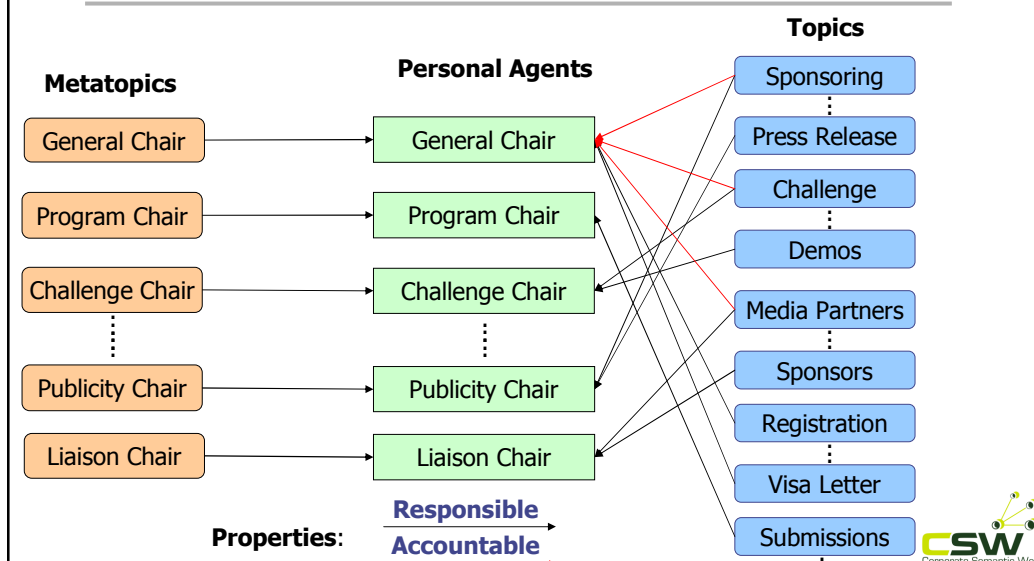 Topics
Metatopics
Personal Agents
Sponsoring
General Chair
General Chair
Press Release
Program Chair
Program Chair
Challenge
Demos
Challenge Chair
Challenge Chair
Media Partners
Publicity Chair
Publicity Chair
Sponsors
Registration
Liaison Chair
Liaison Chair
Visa Letter
Properties:
Responsible
Accountable
Submissions
CSW
Corporate Semantic